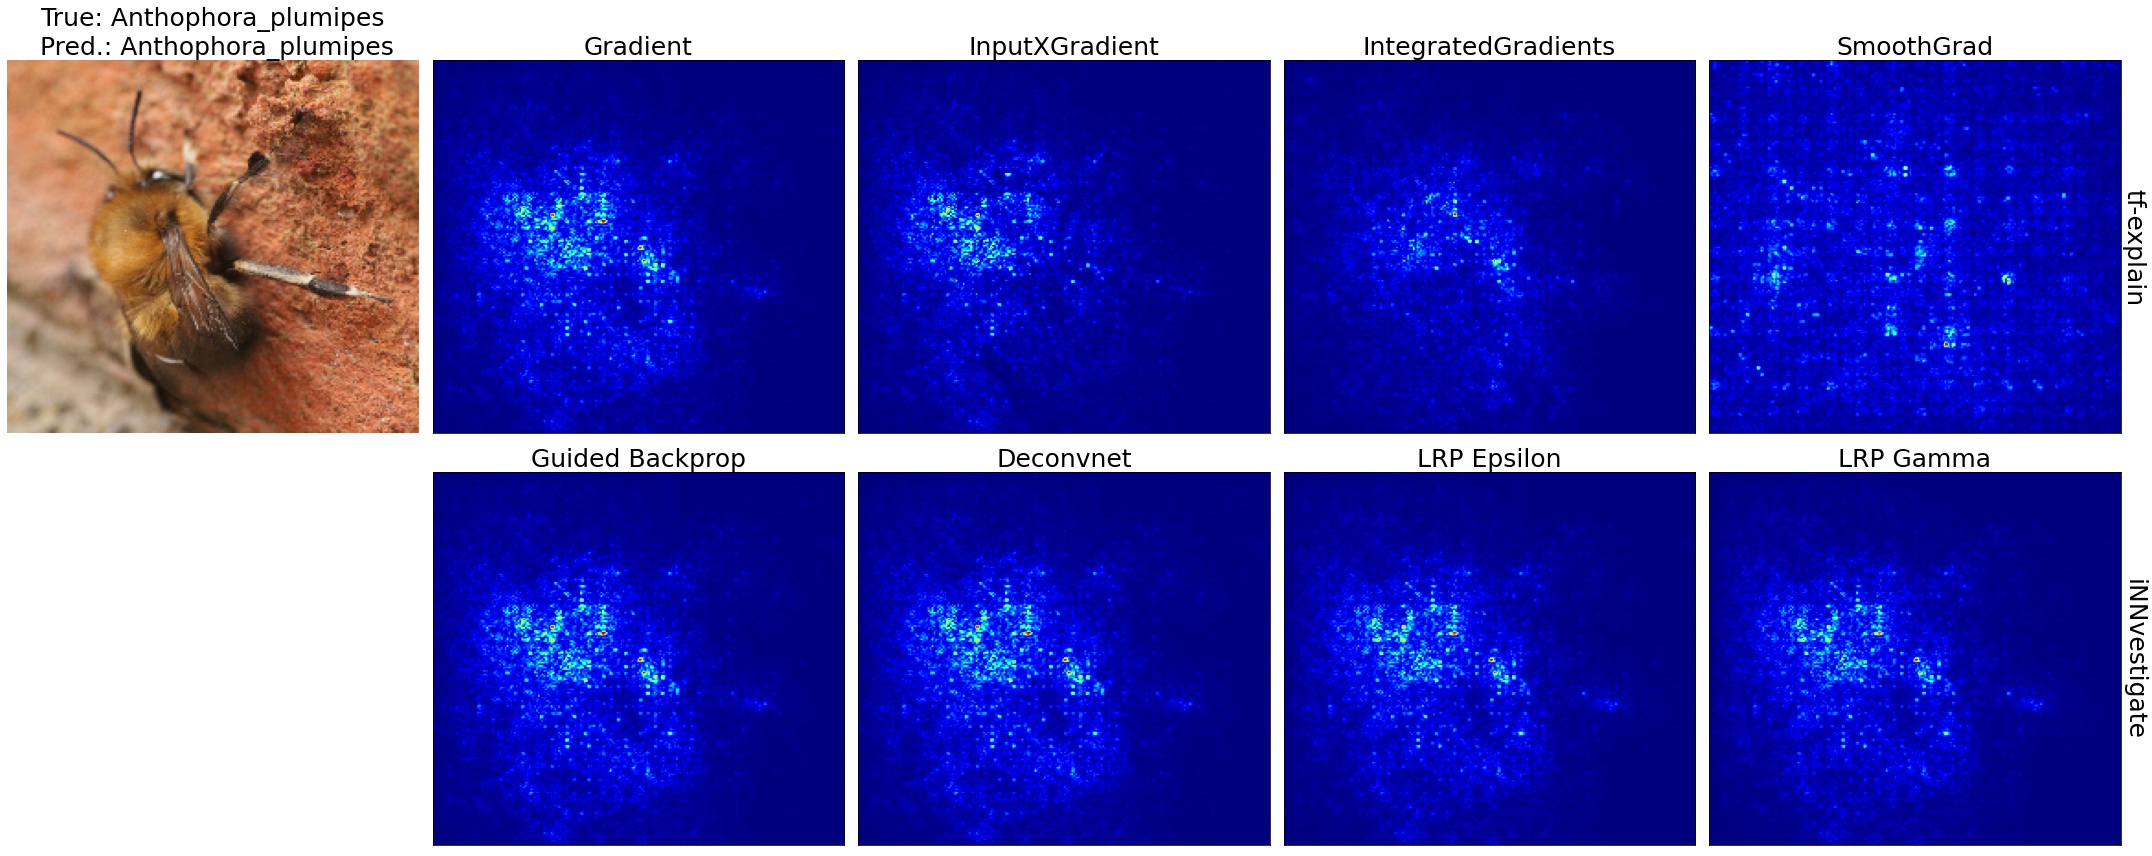 True: Anthophora_plumipes
Pred.: Anthophora_plumipes
Gradient
InputXGradient
IntegratedGradients
SmoothGrad
tf-explain
Guided Backprop
Deconvnet
LRP Epsilon
LRP Gamma
iNNvestigate